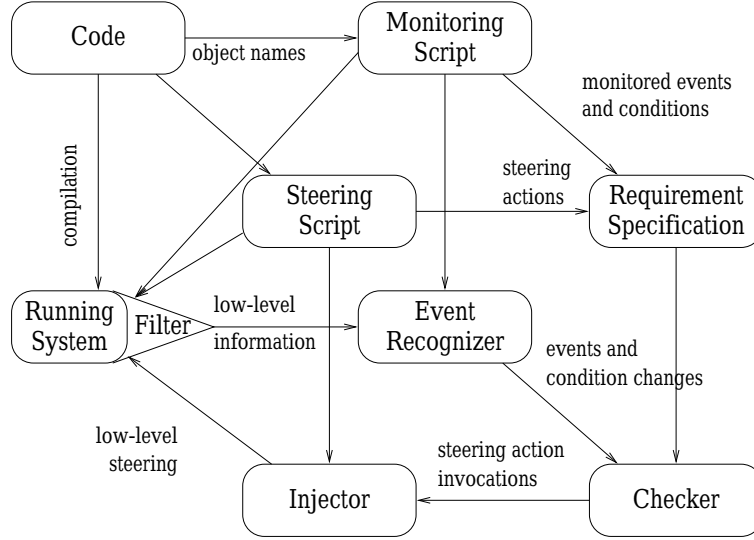 Code
object names
Monitoring
Script
monitored events
and conditions
compilation
Steering
Script
steering
actions
Requirement
Specification
Running
System
Filter
low-level
information
Event
Recognizer
events and
condition changes
low-level
steering
Injector
steering action
invocations
Checker